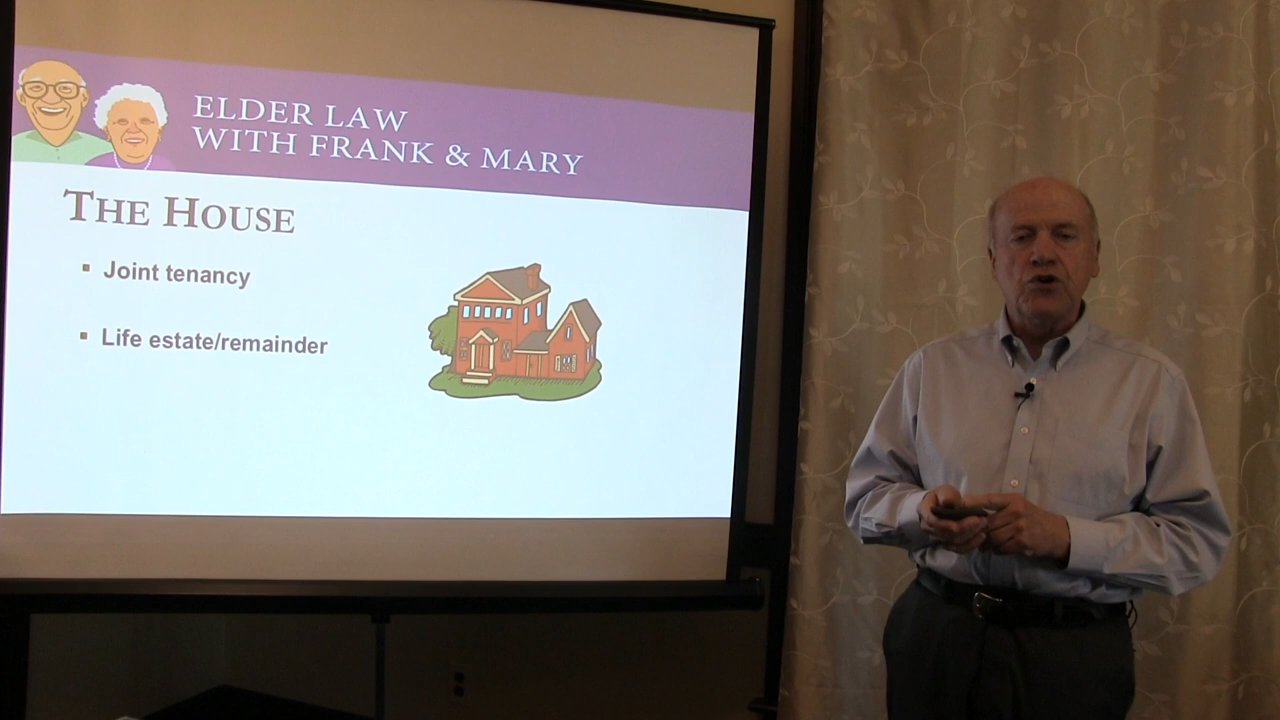 ELDER LAW
WITH FRANK & MARY
THE HOUSE
Joint tenancy
Life estate/remainder